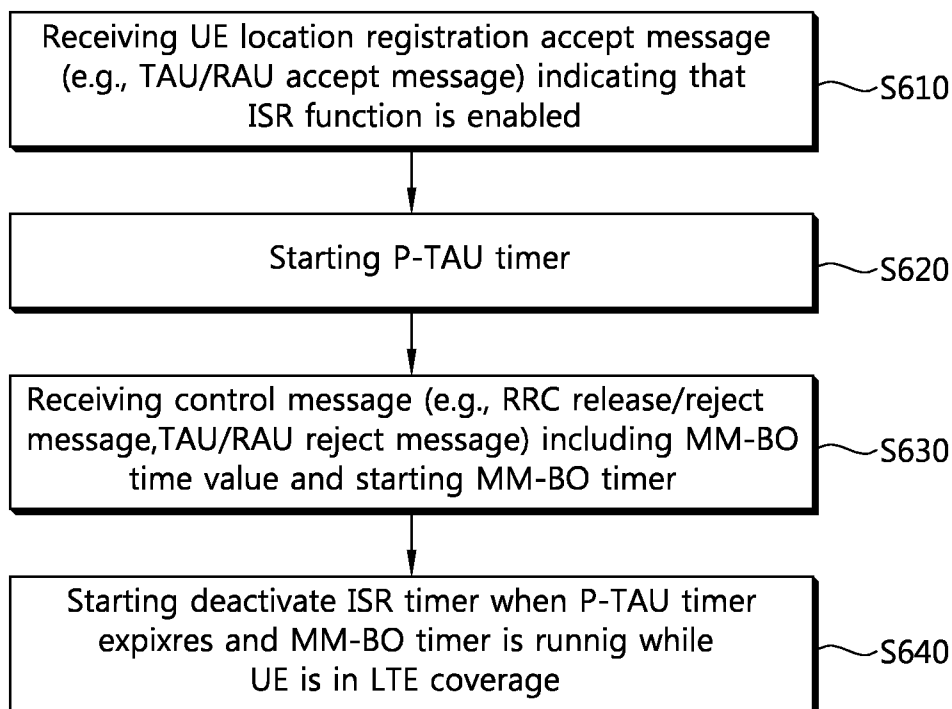 Receiving UE location registration accept message
(e.g., TAU/RAU accept message) indicating that
ISR function is enabled
S610
Starting P-TAU timer
S620
Receiving control message (e.g., RRC release/reject
message,TAU/RAU reject message) including MM-BO
time value and starting MM-BO timer
S630
Starting deactivate ISR timer when P-TAU timer
expixres and MM-BO timer is runnig while
UE is in LTE coverage
S640